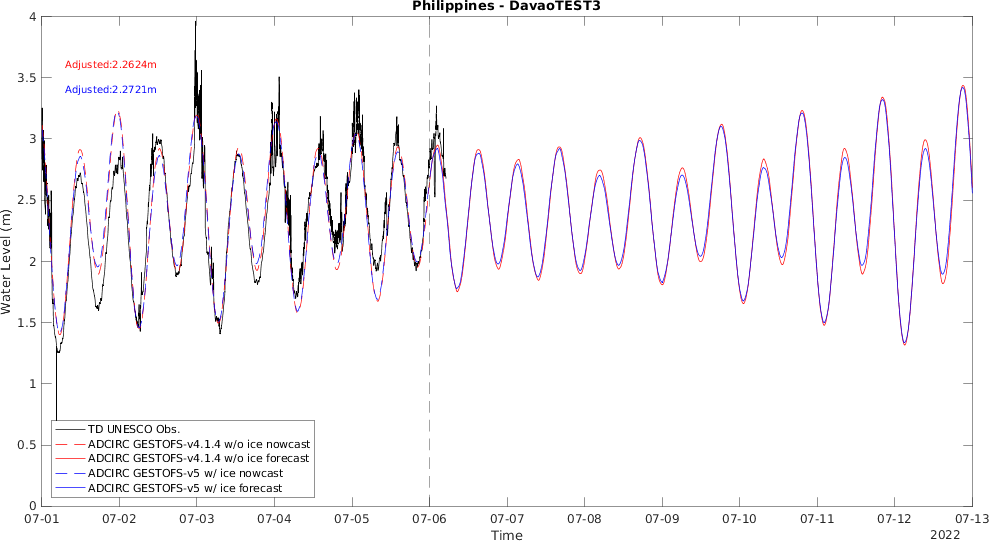 Philippines - DavaoTEST3
4
3.5
3
2.5
2
1.5
1
0.5
0
Water Level (m)
Adjusted:2.2624m
Adjusted:2.2721m
TD UNESCO Obs.
ADCIRC GESTOFS-v4.1.4 w/o ice nowcast
ADCIRC GESTOFS-v4.1.4 w/o ice forecast
ADCIRC GESTOFS-v5 w/ ice nowcast
ADCIRC GESTOFS-v5 w/ ice forecast
07-01 07-02 07-03 07-04 07-05 07-06 07-07 07-08 07-09 07-10 07-11 07-12 07-13
Time
2022